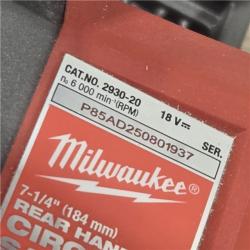 CAT.NO. 2930-20 18 V⎓
n₀ 6 000 min⁻¹(RPM) SER.
P85AD250801937
Milwaukee®
7-1/4" (184 mm)
REAR HAN
CIRC